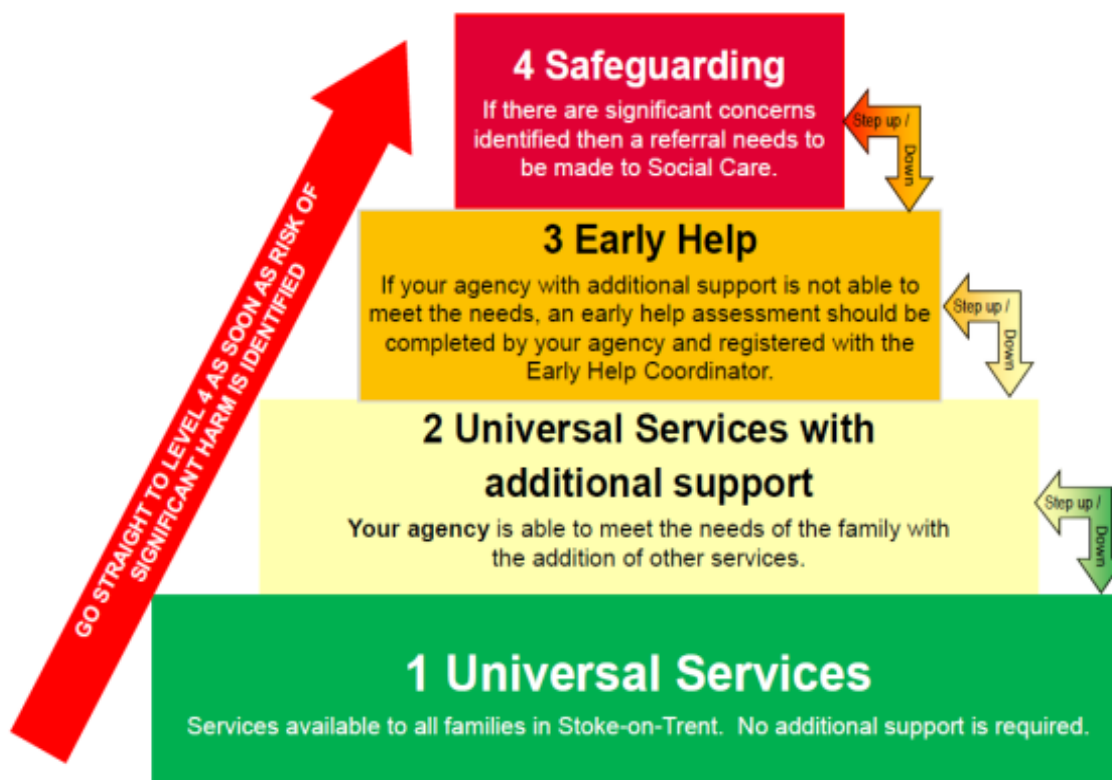 4 Safeguarding
If there are significant concerns
identified then a referral needs to
be made to Social Care.
Step up /
Down
3 Early Help
If your agency with additional support is not able to
meet the needs, an early help assessment should be
completed by your agency and registered with the
Early Help Coordinator.
Step up /
Down
2 Universal Services with
additional support
Your agency is able to meet the needs of the family with
the addition of other services.
Step up /
Down
1 Universal Services
Services available to all families in Stoke-on-Trent. No additional support is required.
GO STRAIGHT TO LEVEL 4 AS SOON AS RISK OF
SIGNIFICANT HARM IS IDENTIFIED